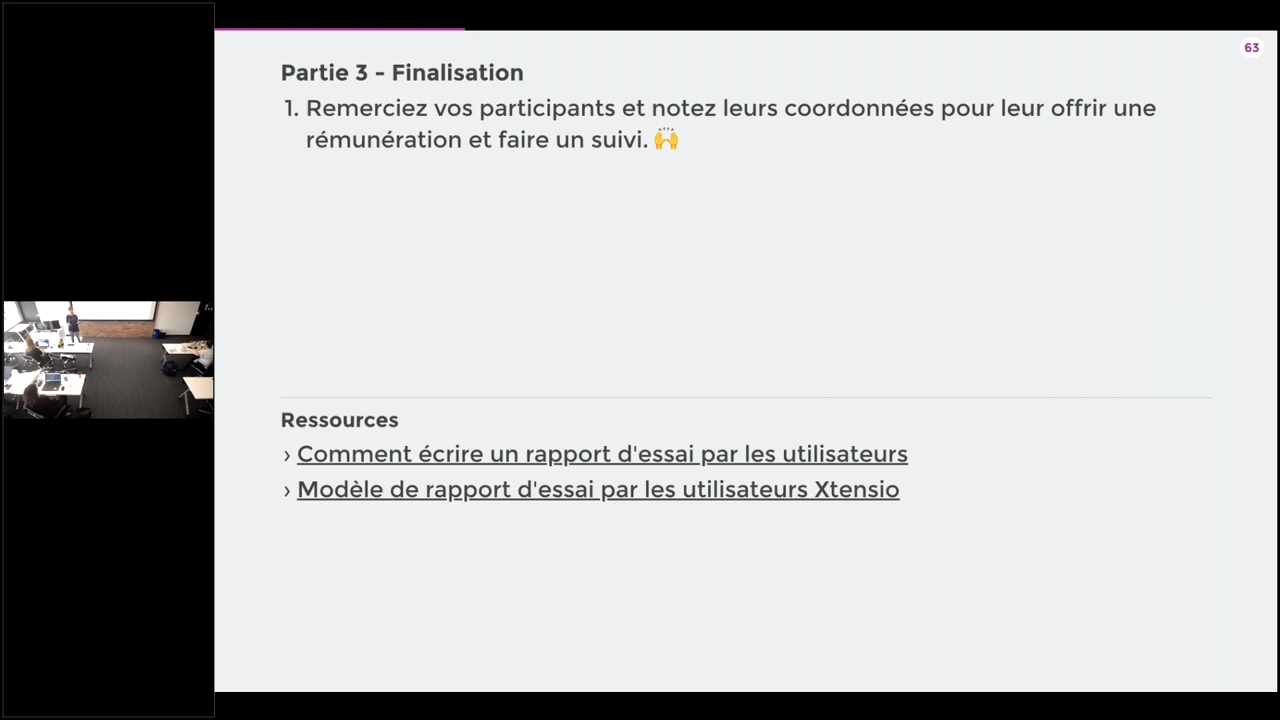 63
Partie 3 - Finalisation
1. Remerciez vos participants et notez leurs coordonnées pour leur offrir une
rémunération et faire un suivi. 🙌
Ressources
› Comment écrire un rapport d'essai par les utilisateurs
› Modèle de rapport d'essai par les utilisateurs Xtensio